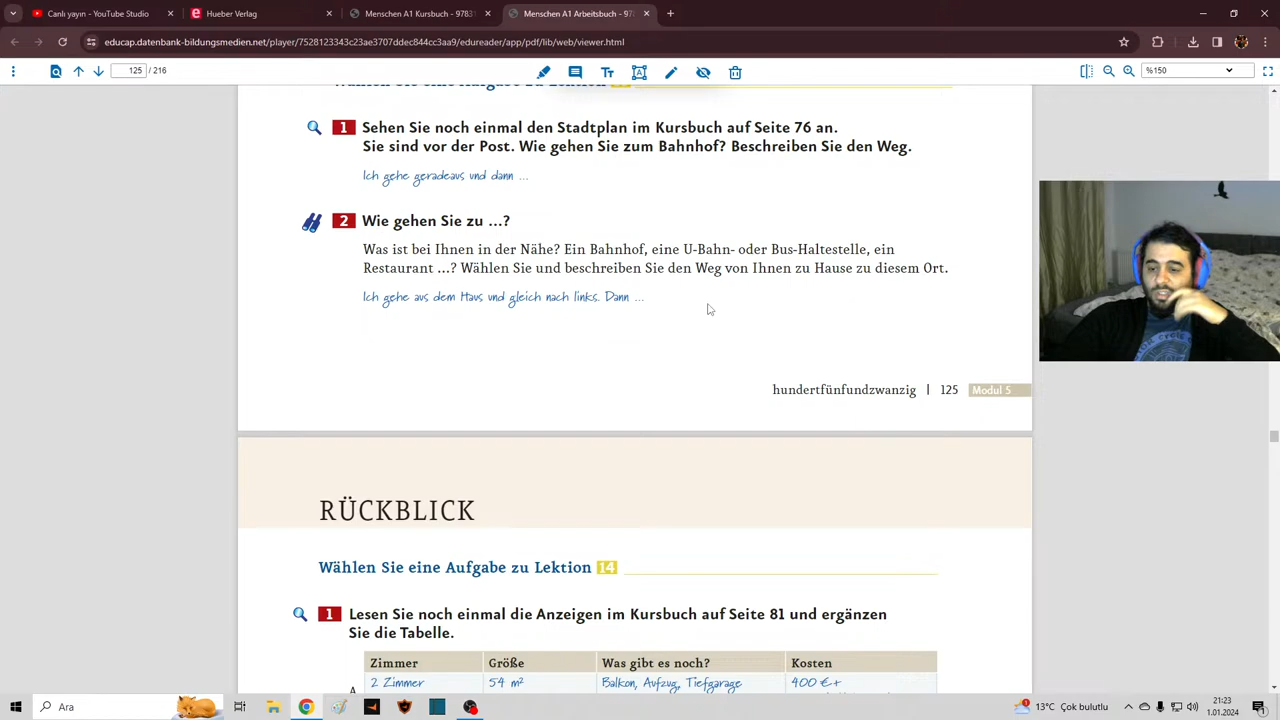 Canlı yayın - YouTube Studio
Hueber Verlag
Menschen A1 Kursbuch - 9783
Menschen A1 Arbeitsbuch - 978
educap.datenbank-bildungsmedien.net/player/7528123343c23ae3707ddec844cc3aa9/edureader/app/pdf/lib/web/viewer.html
125 / 216
%150
1 Sehen Sie noch einmal den Stadtplan im Kursbuch auf Seite 76 an.
Sie sind vor der Post. Wie gehen Sie zum Bahnhof? Beschreiben Sie den Weg.
Ich gehe geradeaus und dann ...
2 Wie gehen Sie zu ...?
Was ist bei Ihnen in der Nähe? Ein Bahnhof, eine U-Bahn- oder Bus-Haltestelle, ein
Restaurant ...? Wählen Sie und beschreiben Sie den Weg von Ihnen zu Hause zu diesem Ort.
Ich gehe aus dem Haus und gleich nach links. Dann ...
hundertfünfundzwanzig | 125 Modul 5
RÜCKBLICK
Wählen Sie eine Aufgabe zu Lektion 14
1 Lesen Sie noch einmal die Anzeigen im Kursbuch auf Seite 81 und ergänzen
Sie die Tabelle.
Zimmer Größe Was gibt es noch? Kosten
A 2 Zimmer 54 m² Balkon, Aufzug, Tiefgarage 400 €+
Ara
13°C Çok bulutlu
21:23
1.01.2024